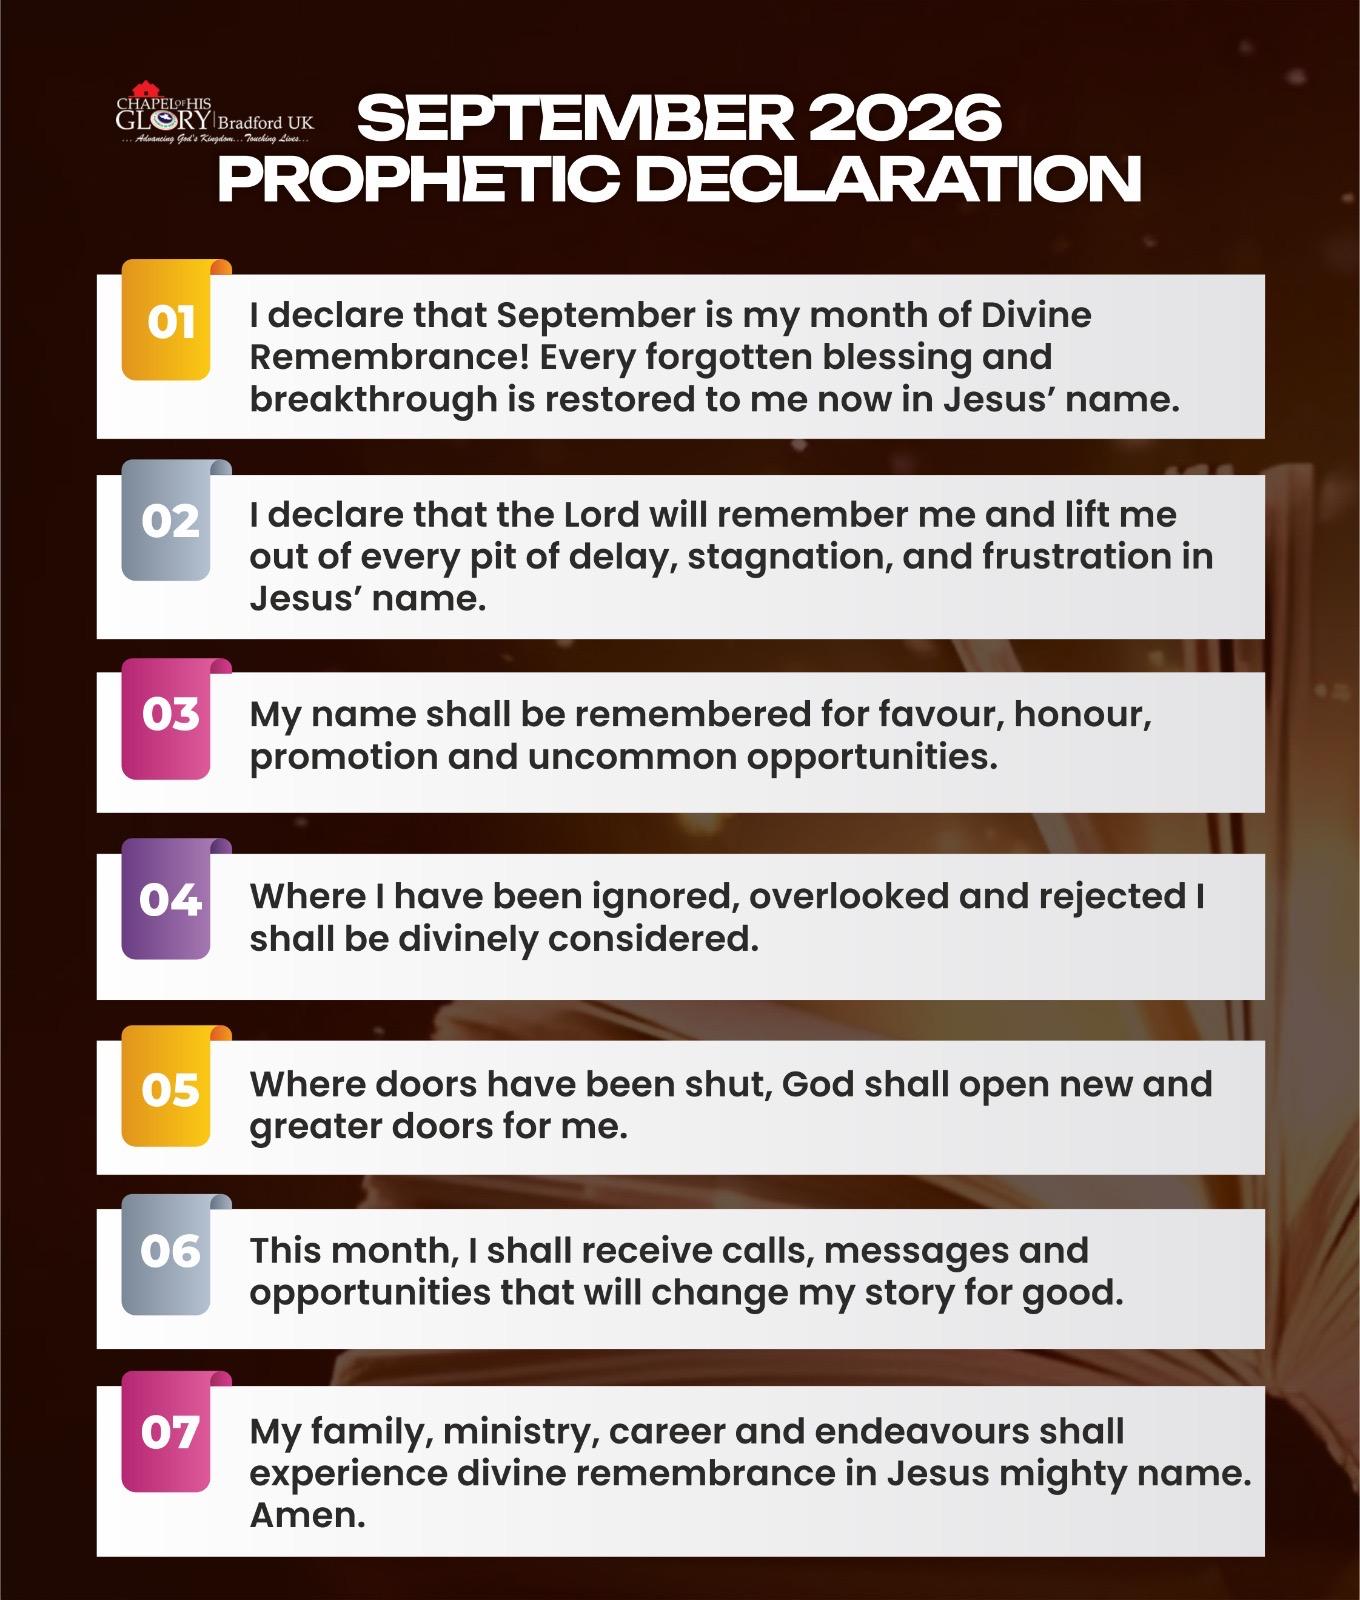 CHAPEL OF HIS
GLORY Bradford UK
... Advancing God's Kingdom... Touching Lives...
SEPTEMBER 2026
PROPHETIC DECLARATION
01
I declare that September is my month of Divine
Remembrance! Every forgotten blessing and
breakthrough is restored to me now in Jesus’ name.
02
I declare that the Lord will remember me and lift me
out of every pit of delay, stagnation, and frustration in
Jesus’ name.
03
My name shall be remembered for favour, honour,
promotion and uncommon opportunities.
04
Where I have been ignored, overlooked and rejected I
shall be divinely considered.
05
Where doors have been shut, God shall open new and
greater doors for me.
06
This month, I shall receive calls, messages and
opportunities that will change my story for good.
07
My family, ministry, career and endeavours shall
experience divine remembrance in Jesus mighty name.
Amen.